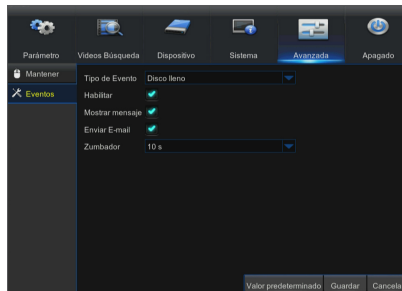 Parámetro Videos Búsqueda Dispositivo Sistema Avanzada Apagado
Mantener
Eventos
Tipo de Evento Disco lleno
Habilitar
Mostrar mensaje
Enviar E-mail
Zumbador 10 s
Valor predeterminado Guardar Cancela